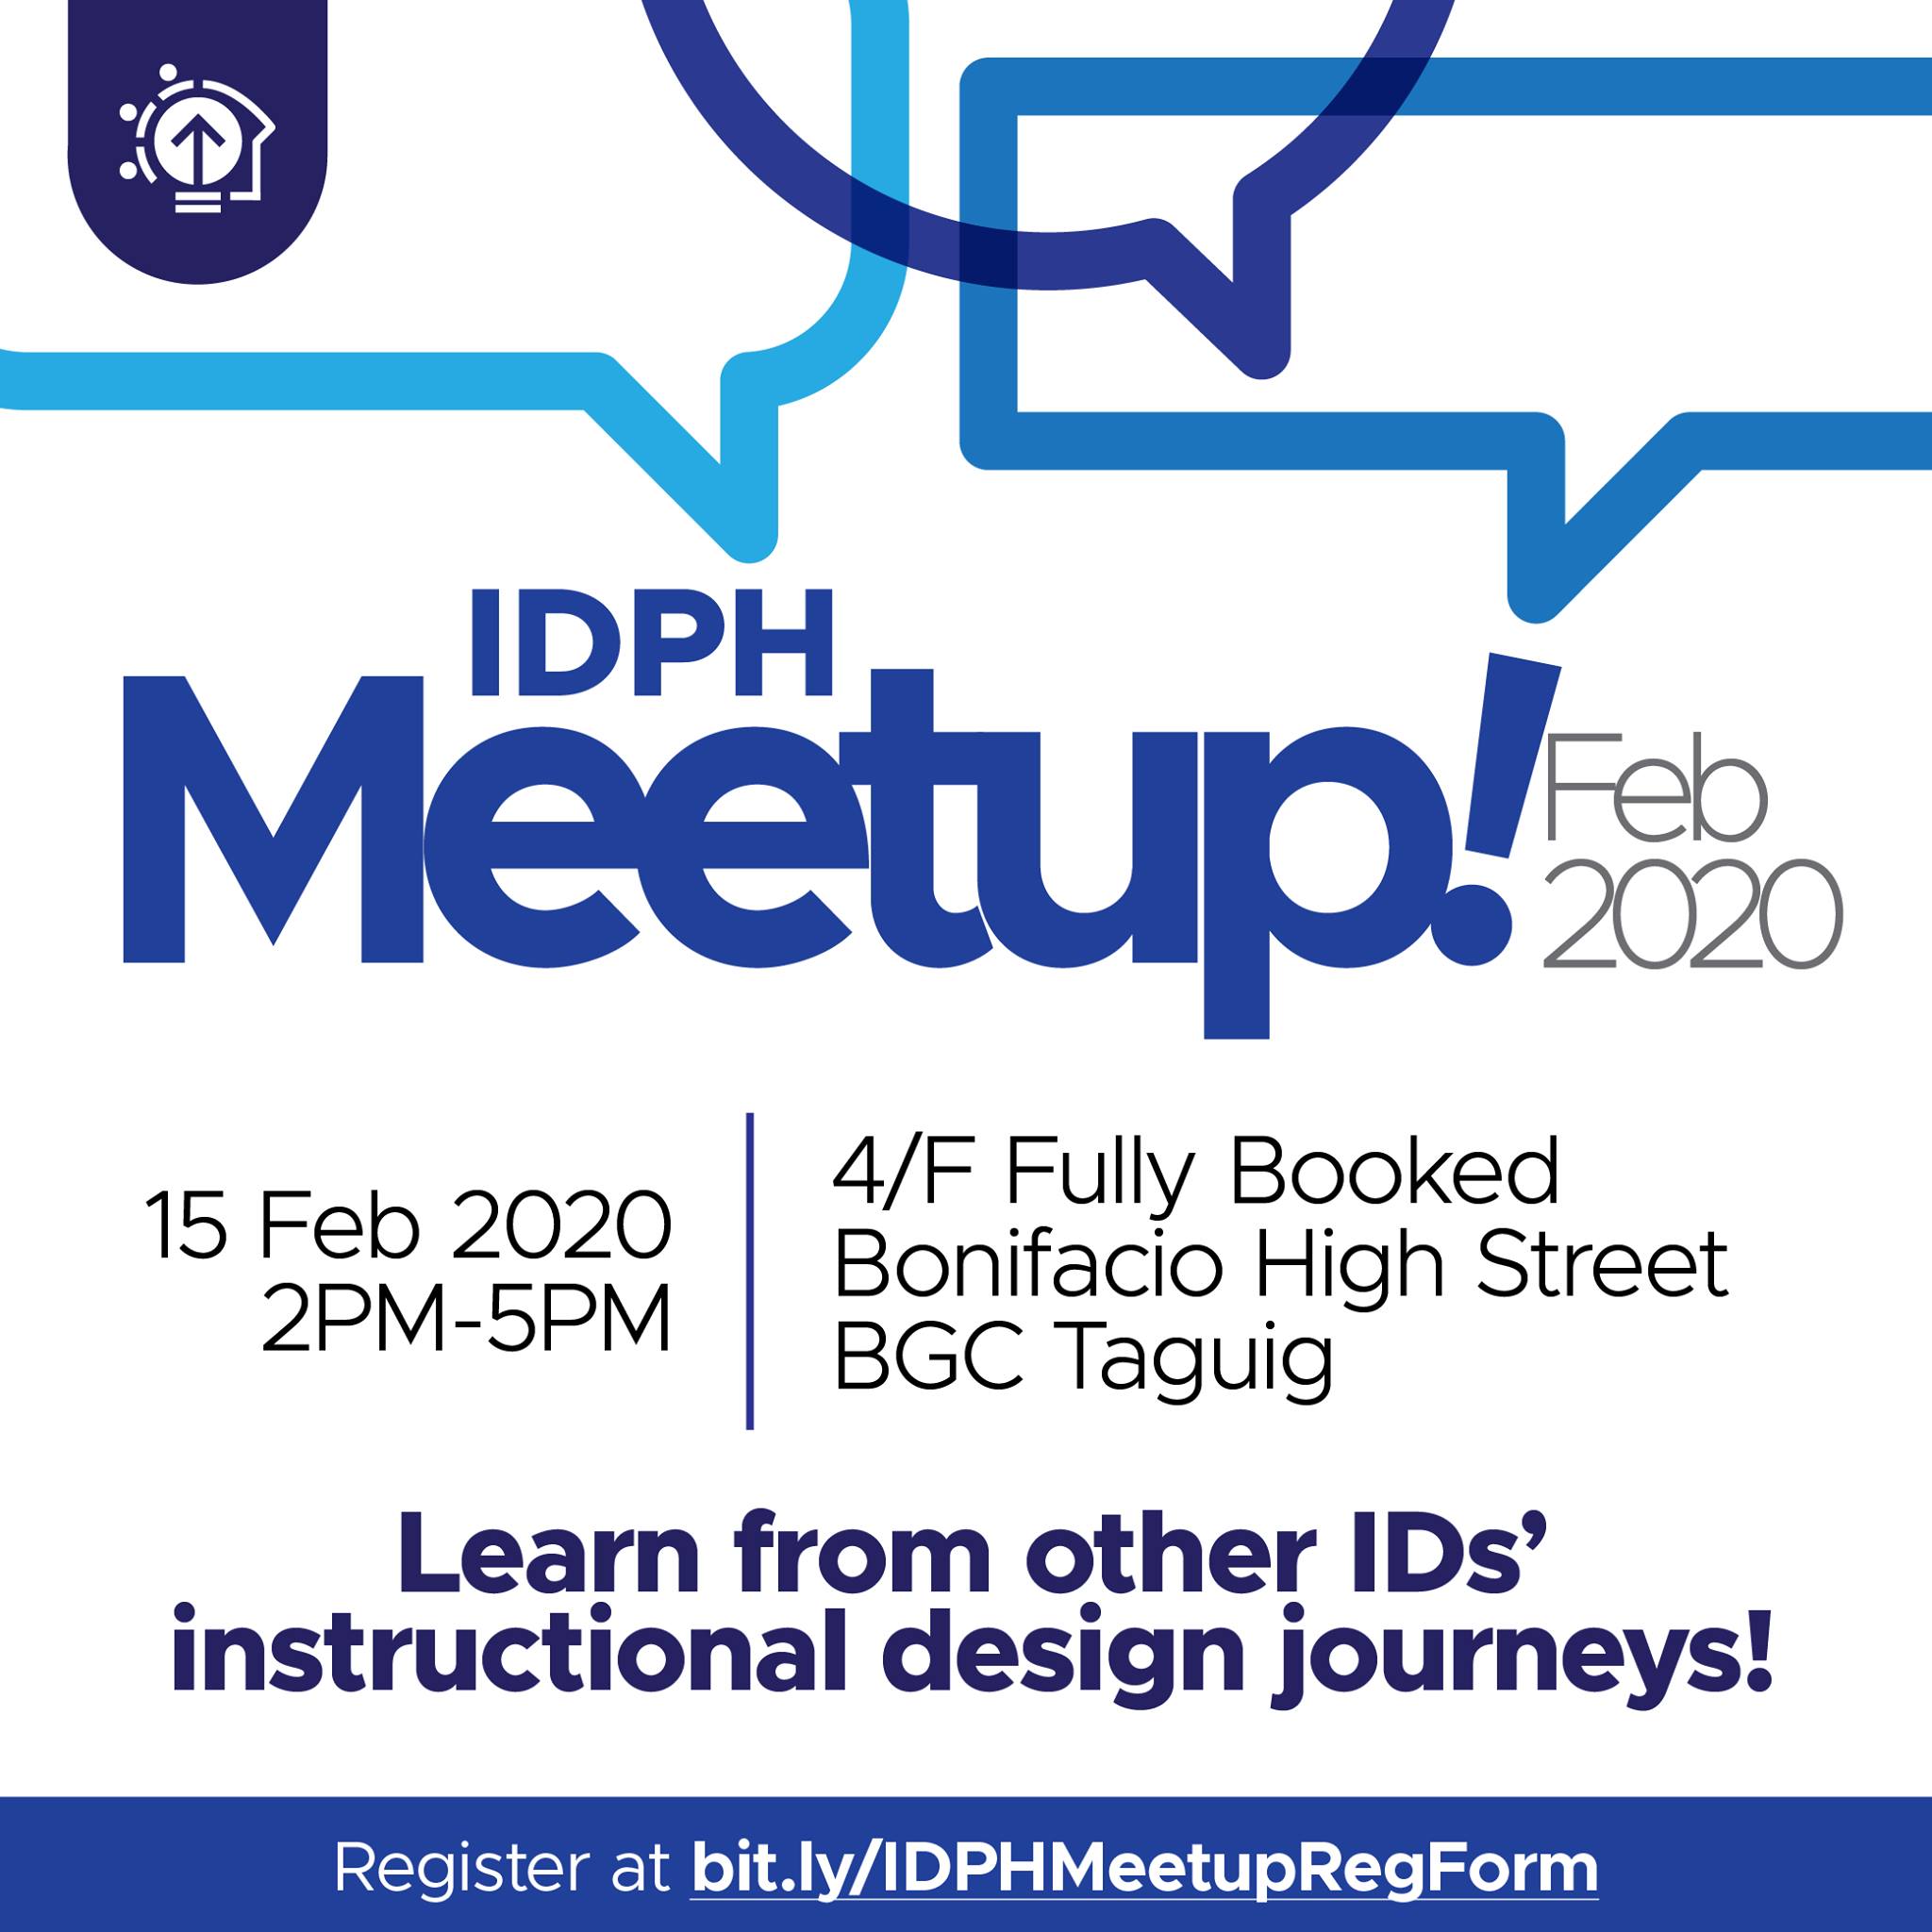 IDPH
Meetup!
Feb
2020
15 Feb 2020
2PM-5PM
4/F Fully Booked
Bonifacio High Street
BGC Taguig
Learn from other IDs’
instructional design journeys!
Register at bit.ly/IDPHMeetupRegForm